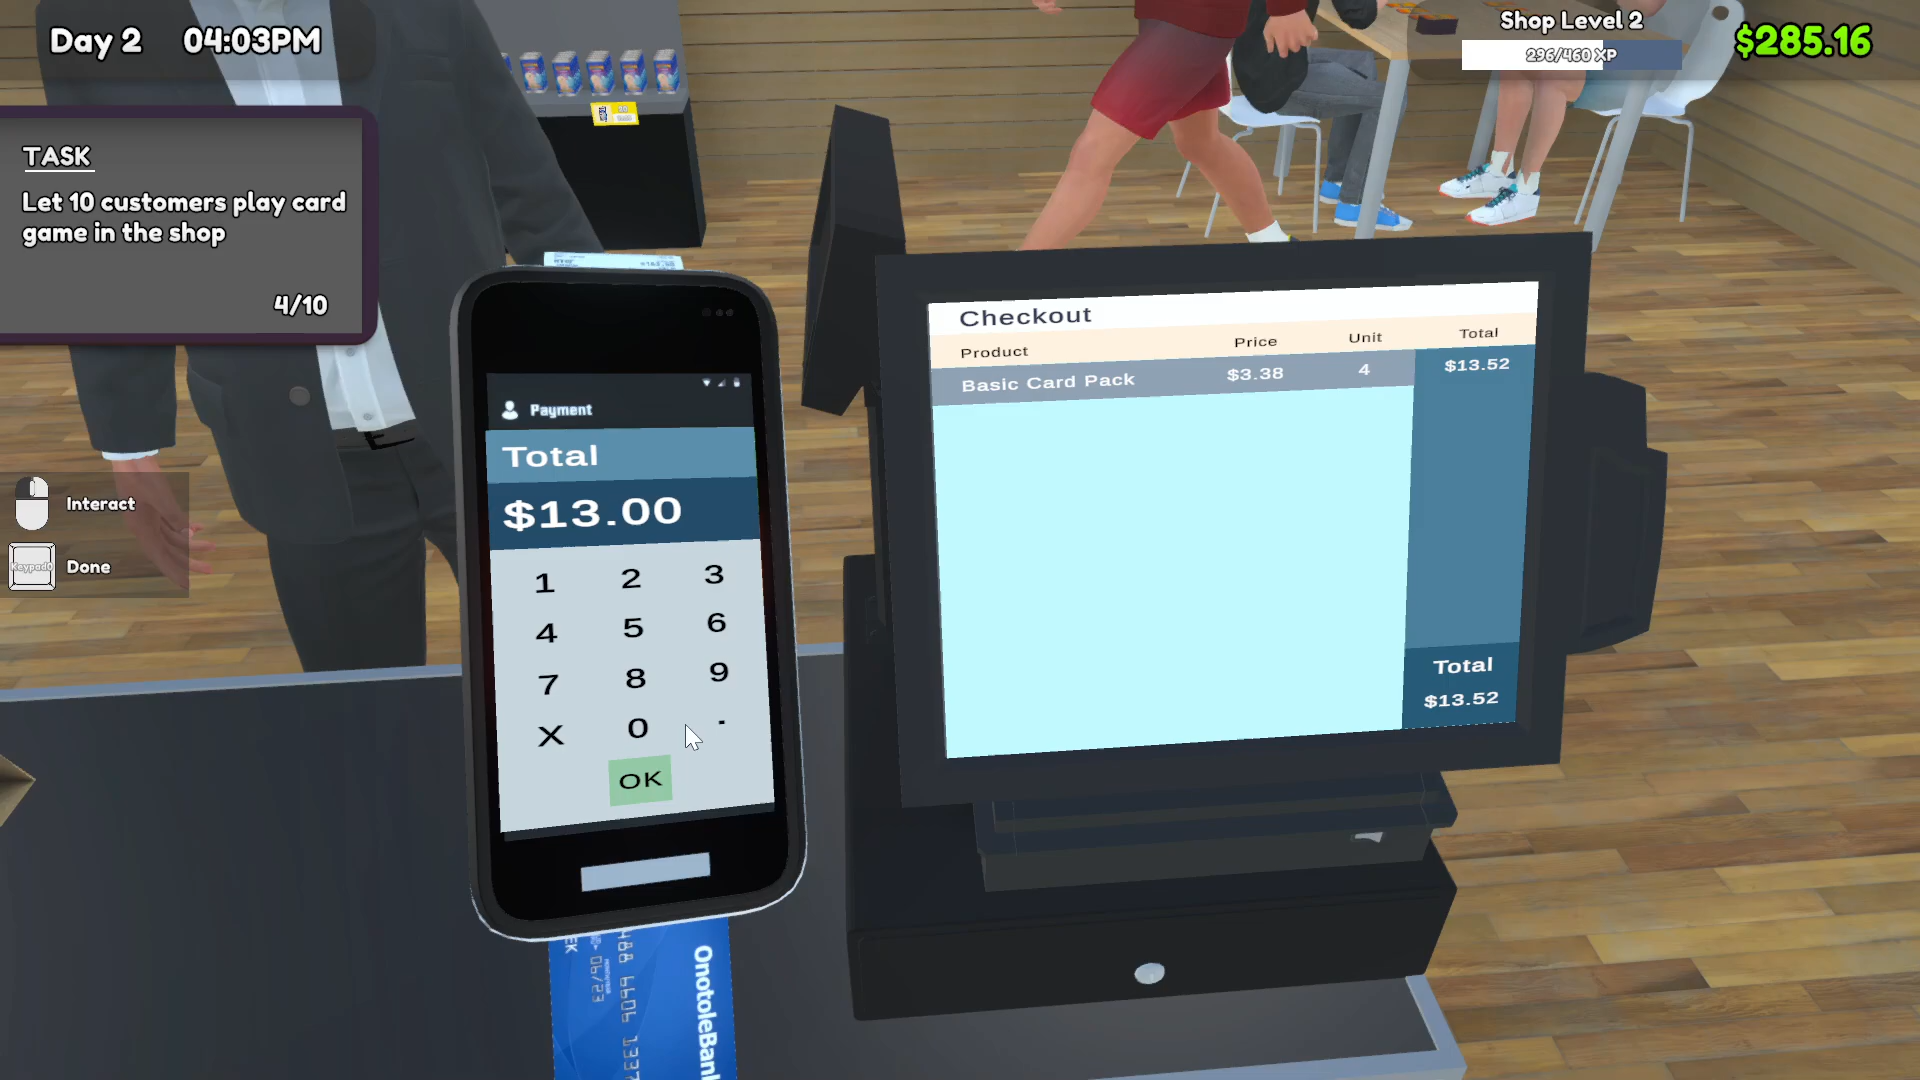 Day 2 04:03PM
Shop Level 2
296/460 XP
$285.16
TASK
Let 10 customers play card
game in the shop
4/10
Interact
Keypad0
Done
Payment
Total
$13.00
1 2 3
4 5 6
7 8 9
X 0 .
OK
Checkout
Product Price Unit Total
Basic Card Pack $3.38 4 $13.52
Total
$13.52
OnotoleBank
06/23